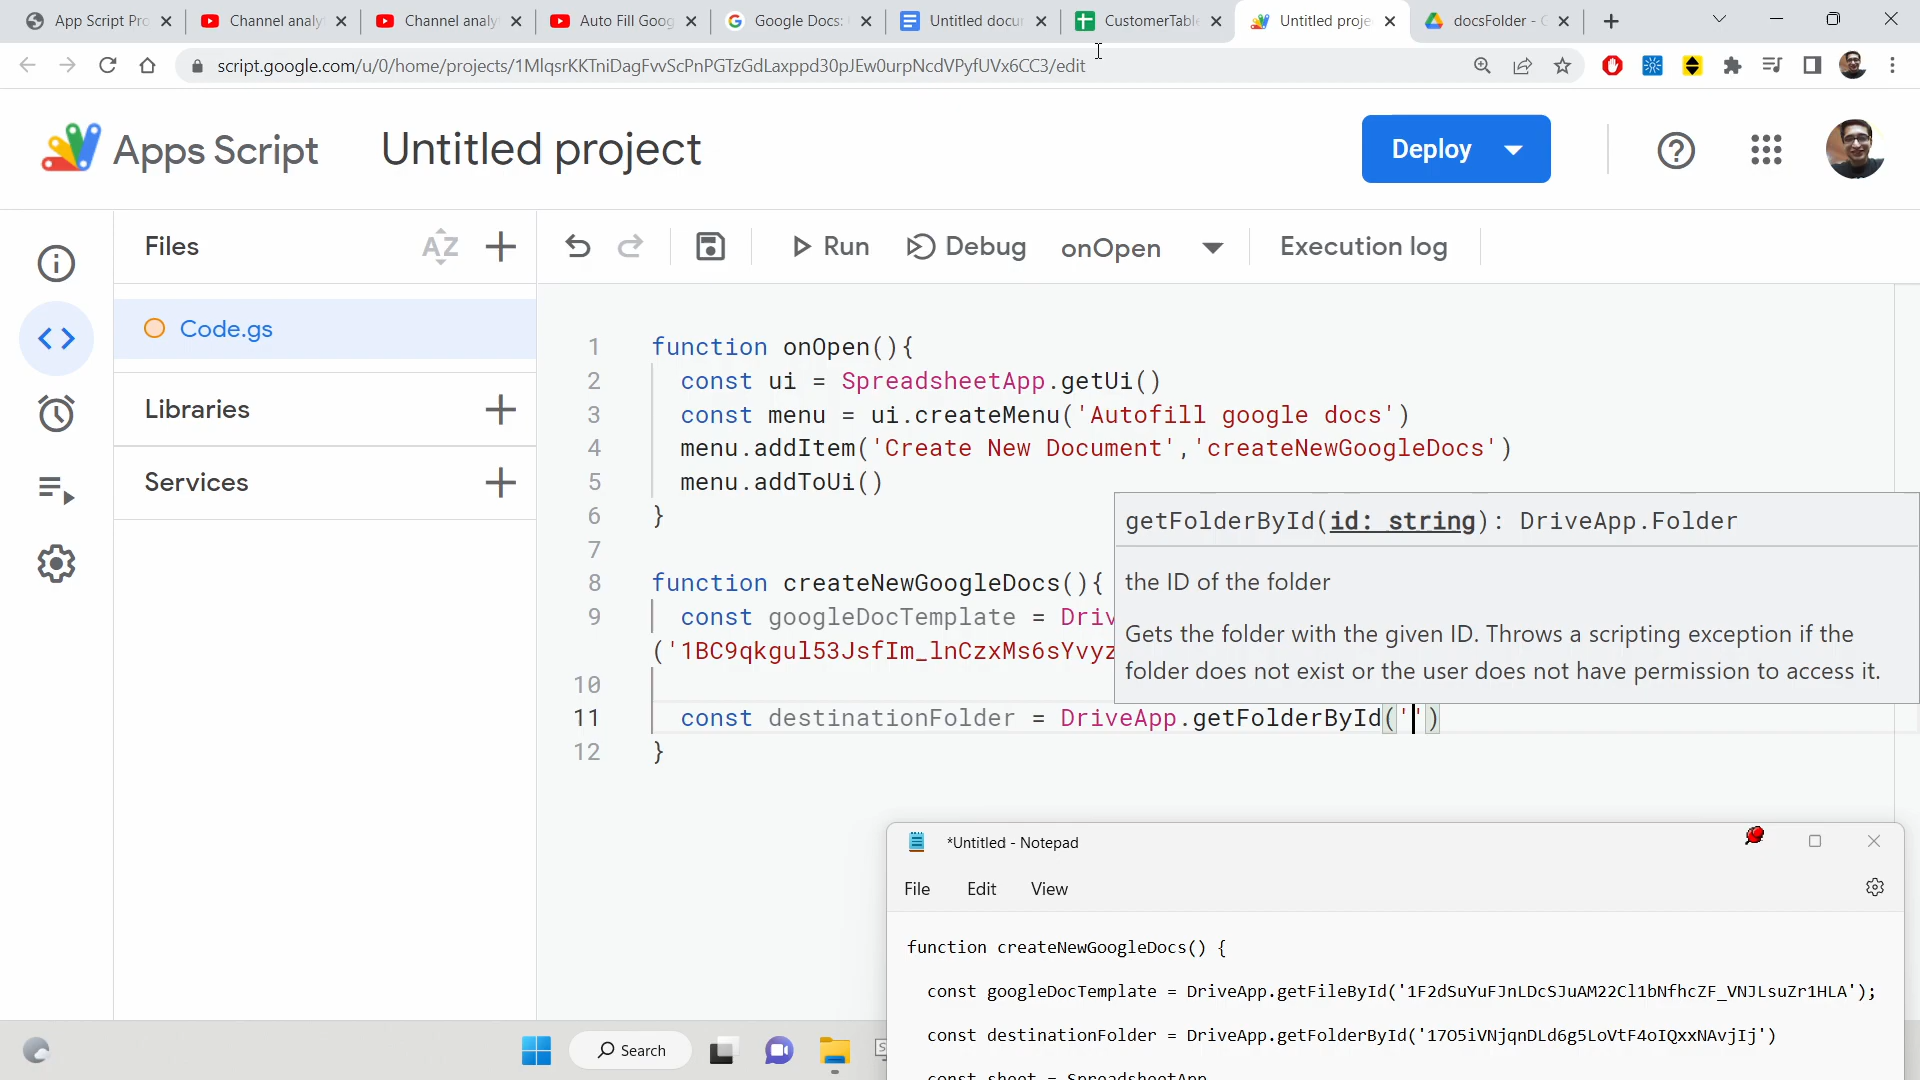 App Script Pro
Channel analy
Channel analy
Auto Fill Goog
Google Docs:
Untitled docu
CustomerTable
Untitled proje
docsFolder - G
script.google.com/u/0/home/projects/1MlqsrKKTniDagFvvScPnPGTzGdLaxppd30pJEw0urpNcdVPyfUVx6CC3/edit
Apps Script
Untitled project
Deploy
Files
AZ
Run
Debug
onOpen
Execution log
Code.gs
Libraries
Services
1 function onOpen(){
2 const ui = SpreadsheetApp.getUi()
3 const menu = ui.createMenu('Autofill google docs')
4 menu.addItem('Create New Document','createNewGoogleDocs')
5 menu.addToUi()
6 }
7
8 function createNewGoogleDocs(){
9 const googleDocTemplate = Driv
('1BC9qkgul53JsfIm_lnCzxMs6sYvyz
10
11 const destinationFolder = DriveApp.getFolderById('')
12 }
getFolderById(id: string): DriveApp.Folder
the ID of the folder
Gets the folder with the given ID. Throws a scripting exception if the
folder does not exist or the user does not have permission to access it.
*Untitled - Notepad
File Edit View
function createNewGoogleDocs() {
const googleDocTemplate = DriveApp.getFileById('1F2dSuYuFJnLDcSJuAM22Cl1bNfhcZF_VNJLsuZr1HLA');
const destinationFolder = DriveApp.getFolderById('17O5iVNjqnDLd6g5LoVtF4oIQxxNAvjIj')
const sheet = SpreadsheetApp
Search